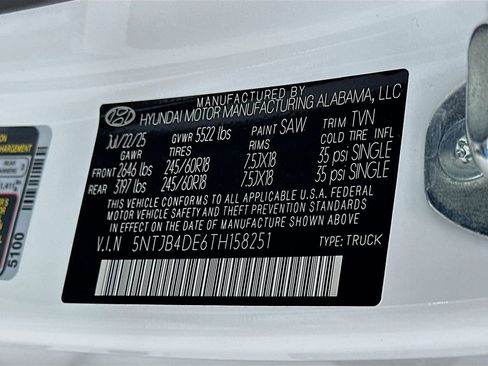 MANUFACTURED BY
HYUNDAI MOTOR MANUFACTURING ALABAMA, LLC
Jul/22/25 GVWR 5522 lbs PAINT SAW TRIM TVN
GAWR TIRES RIMS COLD TIRE INFL
FRONT 2646 lbs 245/60R18 7.5JX18 35 psi SINGLE
REAR 3197 lbs 245/60R18 7.5JX18 35 psi SINGLE
THIS VEHICLE CONFORMS TO ALL APPLICABLE U.S.A. FEDERAL
MOTOR VEHICLE SAFETY AND THEFT PREVENTION STANDARDS
IN EFFECT ON THE DATE OF MANUFACTURE SHOWN ABOVE
V.I.N 5NTJB4DE6TH158251 TYPE: TRUCK
5100